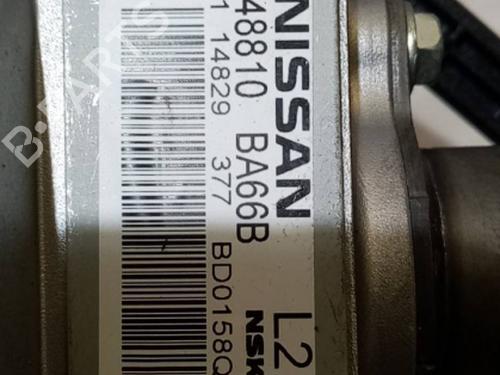 NISSAN
48810 BA66B L2
1 14829 377 NSK
BD0158Q
B-PARTS